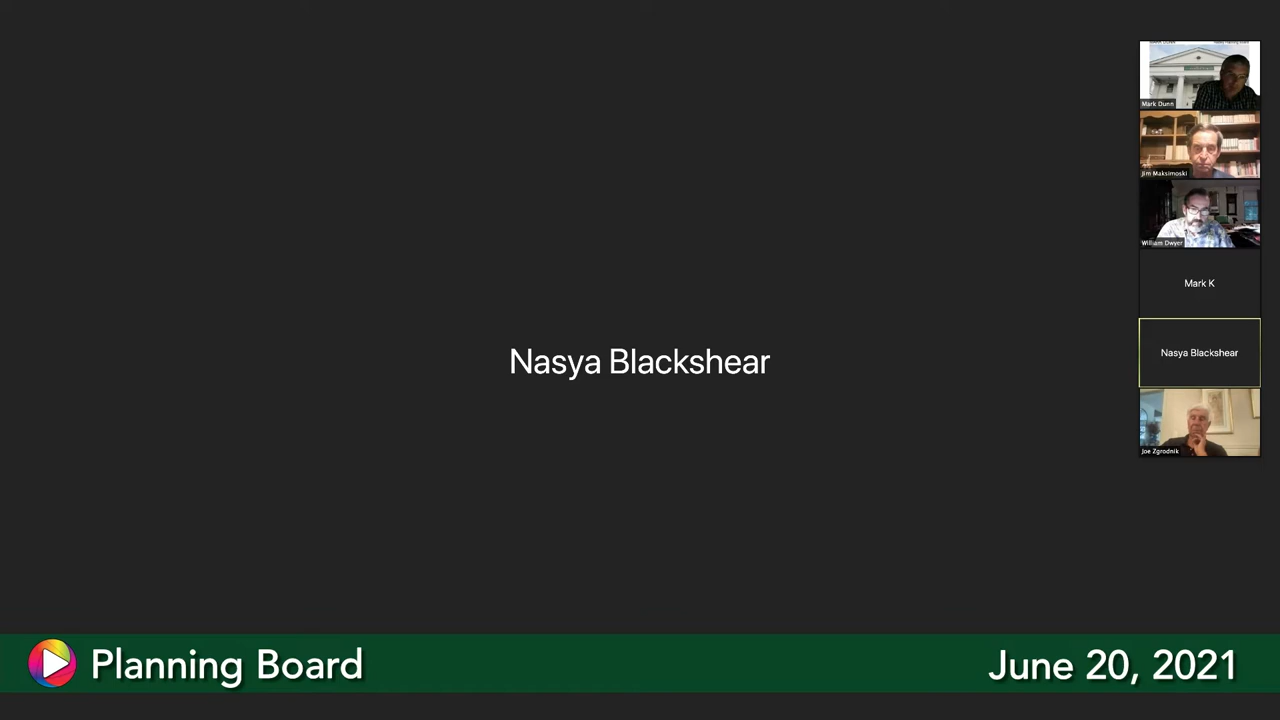 Mark Dunn
Jim Maksimoski
William Dwyer
Mark K
Nasya Blackshear
Nasya Blackshear
Joe Zgrodnik
Planning Board
June 20, 2021